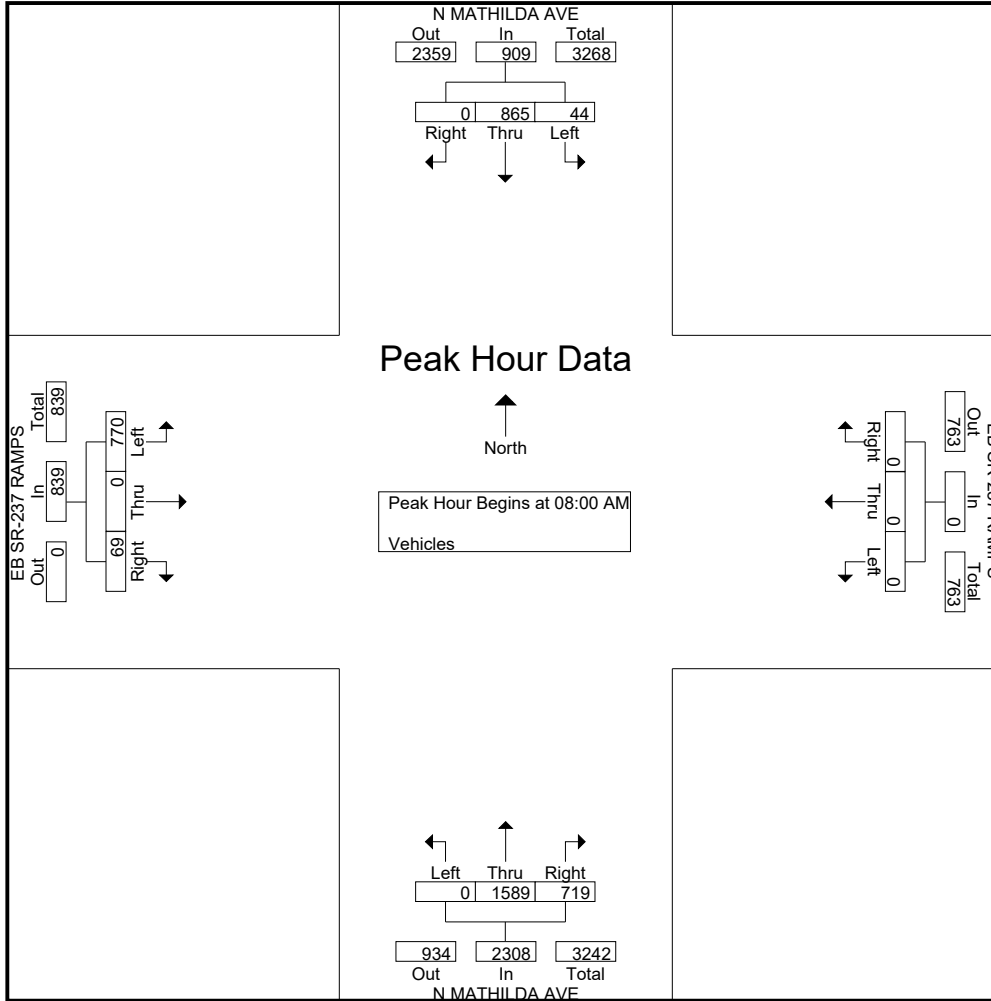 N MATHILDA AVE
Out In Total
2359 909 3268
0 865 44
Right Thru Left
Peak Hour Data
North
Peak Hour Begins at 08:00 AM
Vehicles
EB SR-237 RAMPS
Out In Total
0 839 839
69 0 770
Right Thru Left
Out In Total
763 0 763
0 0 0
Right Thru Left
Left Thru Right
0 1589 719
934 2308 3242
Out In Total
N MATHILDA AVE